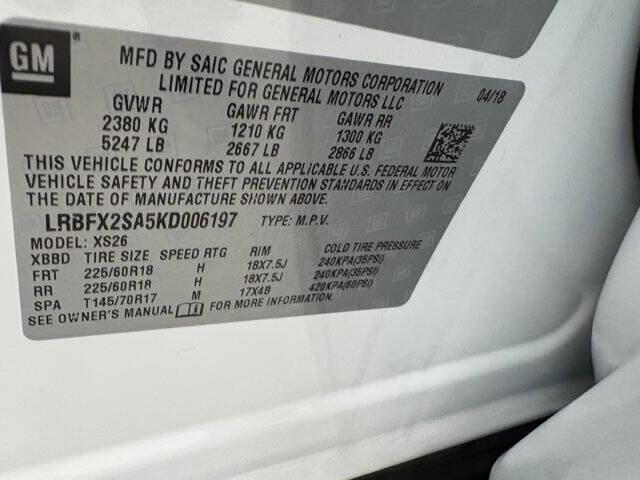 GM
MFD BY SAIC GENERAL MOTORS CORPORATION
LIMITED FOR GENERAL MOTORS LLC
04/18
GVWR GAWR FRT GAWR RR
2380 KG 1210 KG 1300 KG
5247 LB 2667 LB 2866 LB
THIS VEHICLE CONFORMS TO ALL APPLICABLE U.S. FEDERAL MOTOR
VEHICLE SAFETY AND THEFT PREVENTION STANDARDS IN EFFECT ON
THE DATE OF MANUFACTURE SHOWN ABOVE.
LRBFX2SA5KD006197 TYPE: M.P.V.
MODEL: XS26
XBBD TIRE SIZE SPEED RTG RIM COLD TIRE PRESSURE
FRT 225/60R18 H 18X7.5J 240KPA(35PSI)
RR 225/60R18 H 18X7.5J 240KPA(35PSI)
SPA T145/70R17 M 17X4B 420KPA(60PSI)
SEE OWNER'S MANUAL FOR MORE INFORMATION.